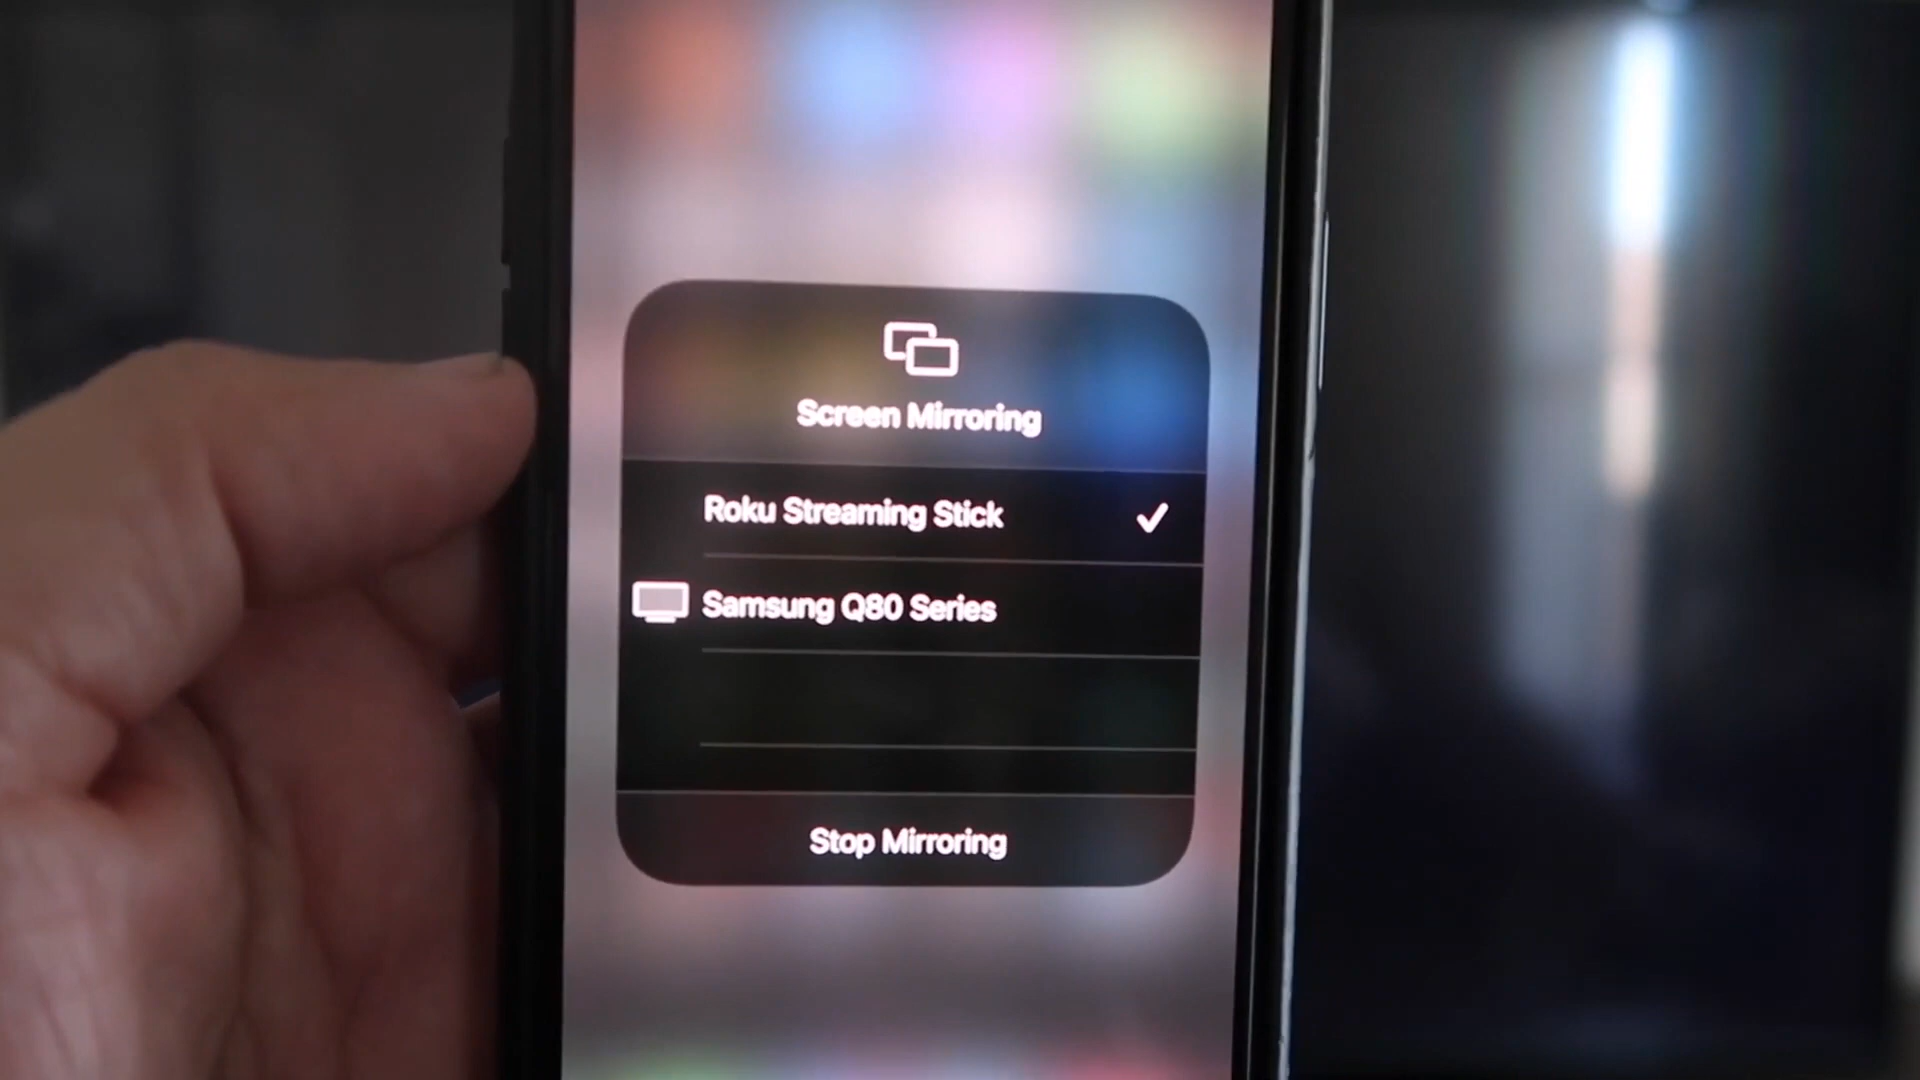 Screen Mirroring
Roku Streaming Stick
Samsung Q80 Series
Stop Mirroring